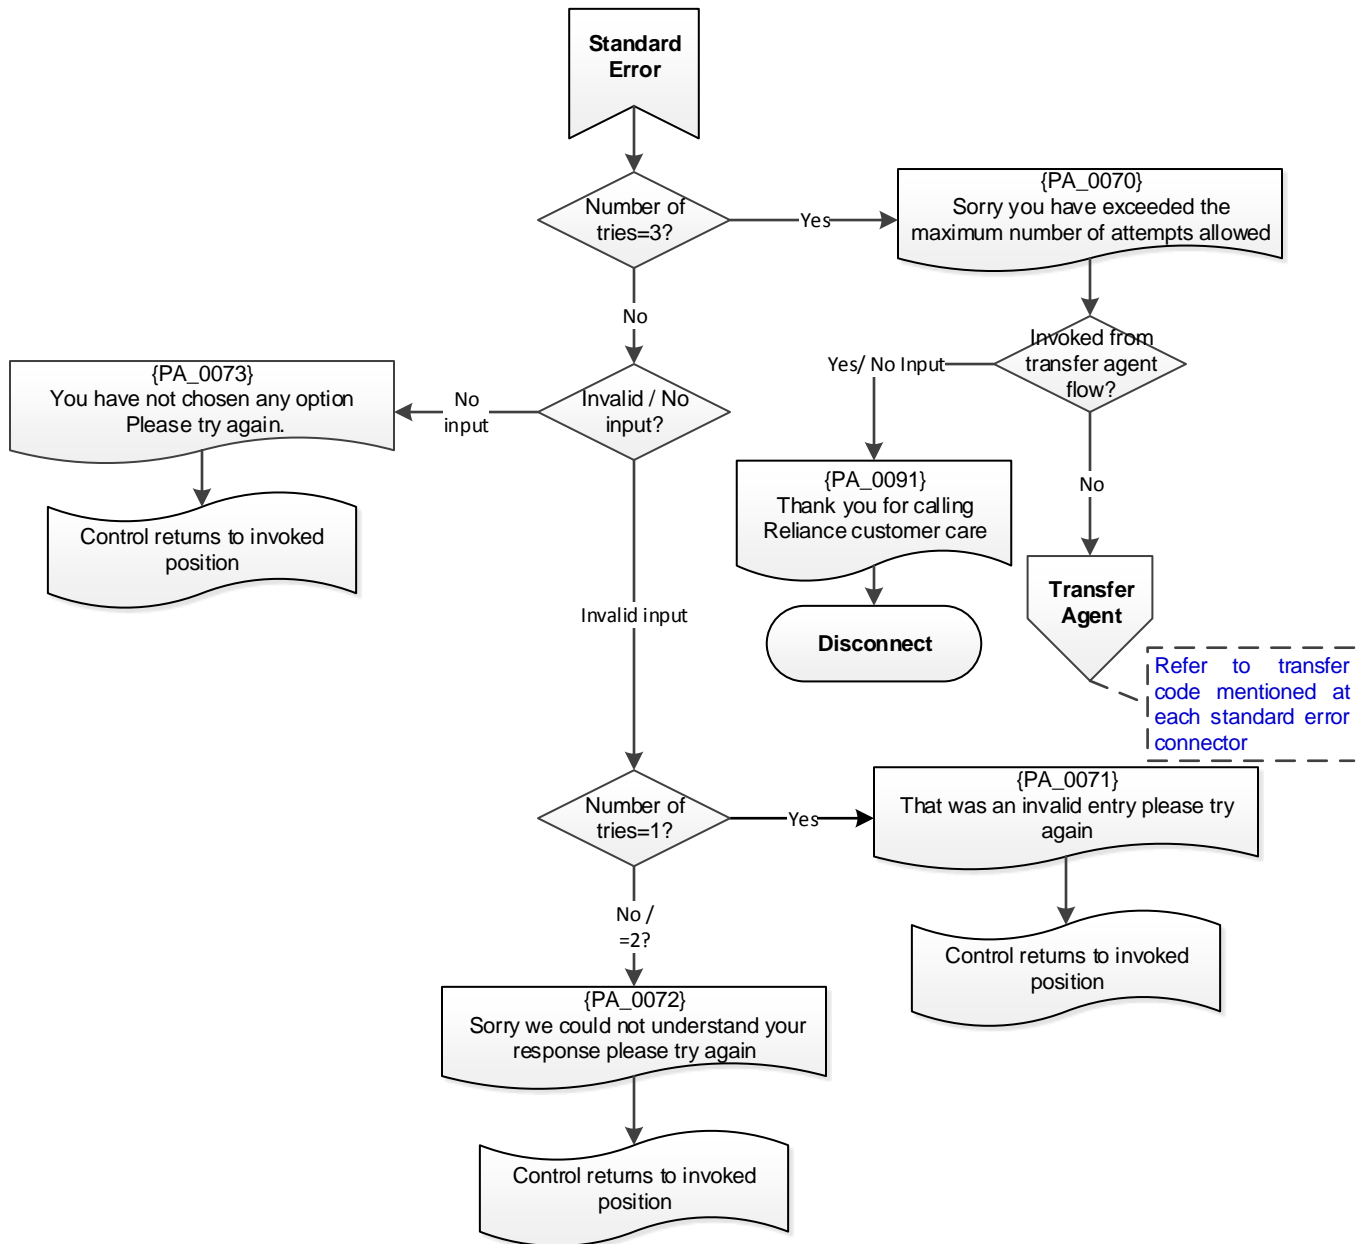 Standard
Error
Number of
tries=3?
Yes
{PA_0070}
Sorry you have exceeded the
maximum number of attempts allowed
No
Invoked from
transfer agent
flow?
Yes/ No Input
{PA_0073}
You have not chosen any option
Please try again.
No
input
Invalid / No
input?
{PA_0091}
Thank you for calling
Reliance customer care
No
Control returns to invoked
position
Transfer
Agent
Invalid input
Disconnect
Refer to transfer
code mentioned at
each standard error
connector
Number of
tries=1?
Yes
{PA_0071}
That was an invalid entry please try
again
No /
=2?
Control returns to invoked
position
{PA_0072}
Sorry we could not understand your
response please try again
Control returns to invoked
position